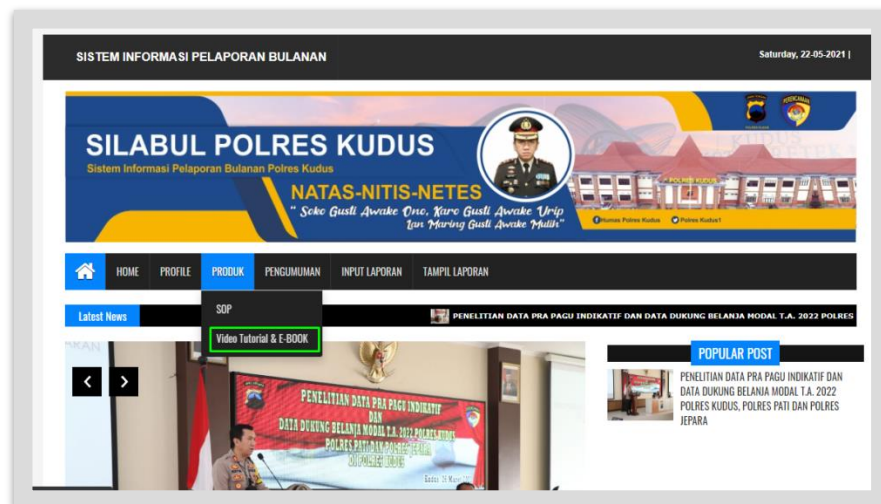 SISTEM INFORMASI PELAPORAN BULANAN
Saturday, 22-05-2021 |
SILABUL POLRES KUDUS
Sistem Informasi Pelaporan Bulanan Polres Kudus
NATAS-NITIS-NETES
" Soko Gusti Awake Ono, Karo Gusti Awake Urip
Lan Maring Gusti Awake Mulih"
POLRES KUDUS
Humas Polres Kudus Polres Kudus1
HOME PROFILE PRODUK PENGUMUMAN INPUT LAPORAN TAMPIL LAPORAN
SOP
Video Tutorial & E-BOOK
Latest News
PENELITIAN DATA PRA PAGU INDIKATIF DAN DATA DUKUNG BELANJA MODAL T.A. 2022 POLRES
PENELITIAN DATA PRA PAGU INDIKATIF
DAN
DATA DUKUNG BELANJA MODAL T.A. 2022 POLRES KUDUS
POLRES PATI DAN POLRES JEPARA
DI POLRES KUDUS
POPULAR POST
PENELITIAN DATA PRA PAGU INDIKATIF DAN
DATA DUKUNG BELANJA MODAL T.A. 2022
POLRES KUDUS, POLRES PATI DAN POLRES
JEPARA